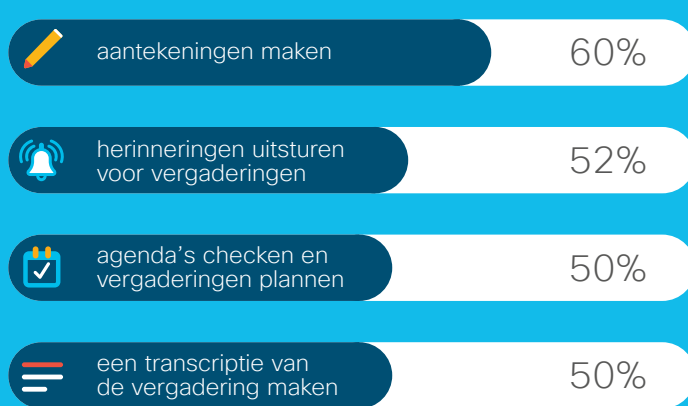 aantekeningen maken
60%
herinneringen uitsturen
voor vergaderingen
52%
agenda's checken en
vergaderingen plannen
50%
een transcriptie van
de vergadering maken
50%